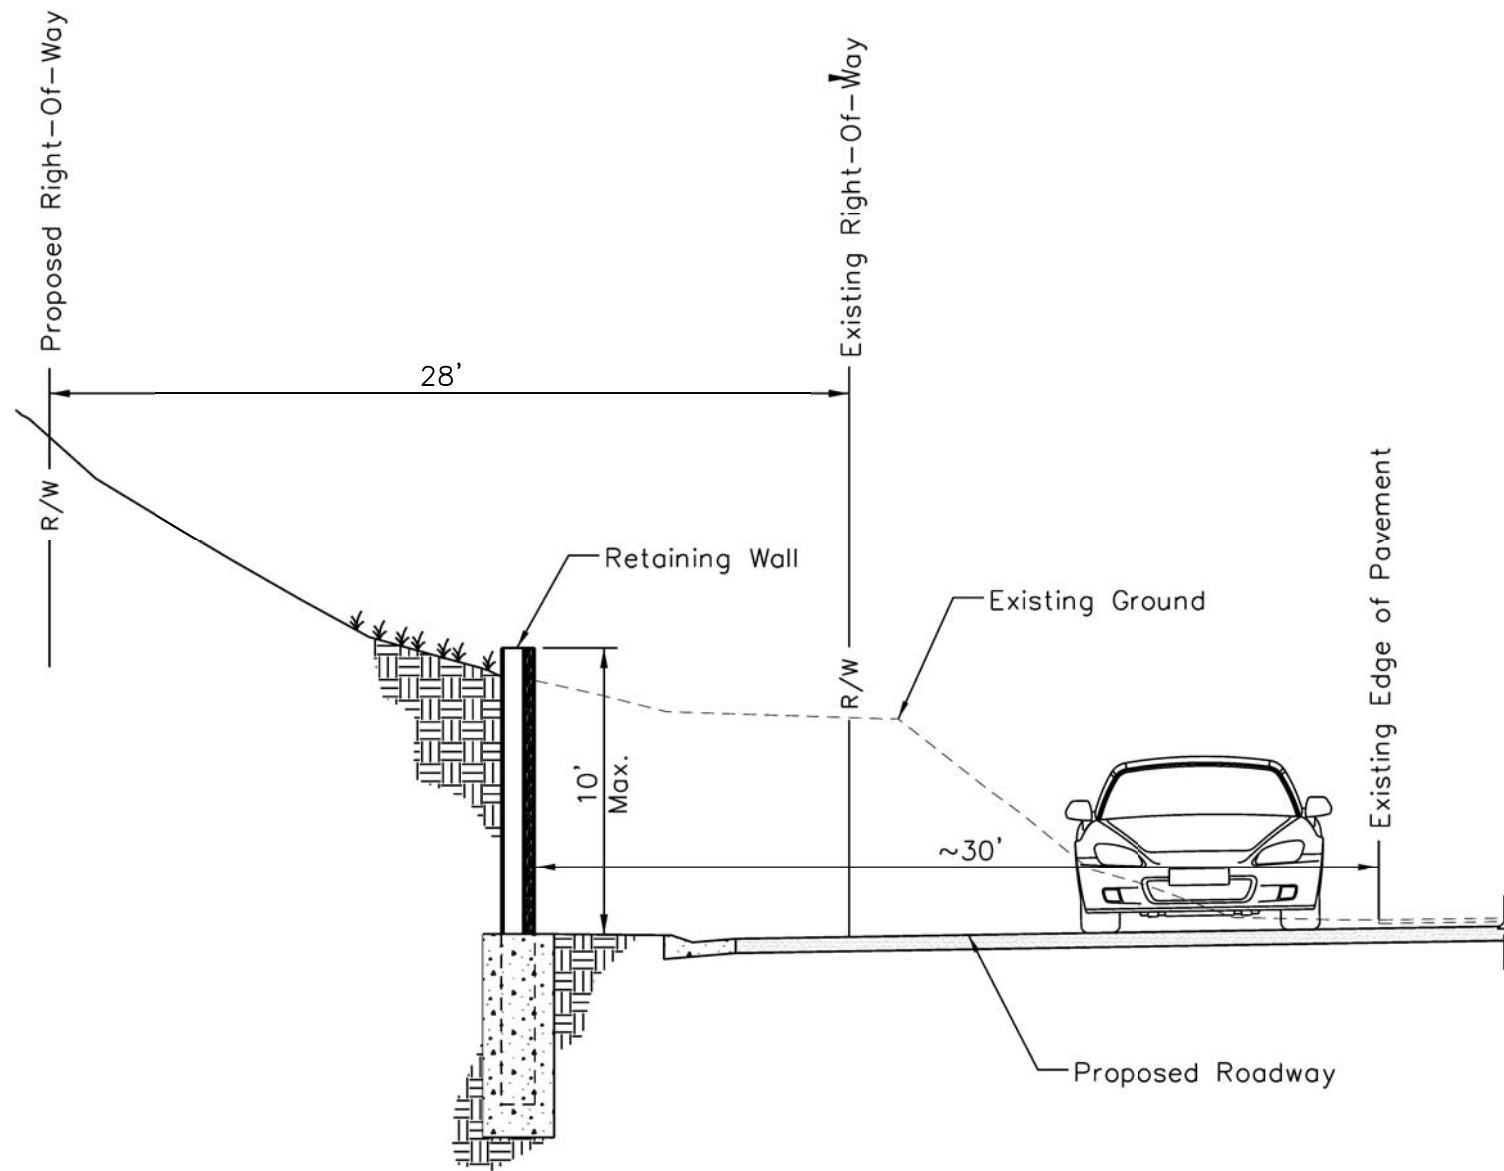 Proposed Right-Of-Way
Existing Right-Of-Way
28'
R/W
Retaining Wall
Existing Ground
Existing Edge of Pavement
R/W
10'
Max.
~30'
Proposed Roadway